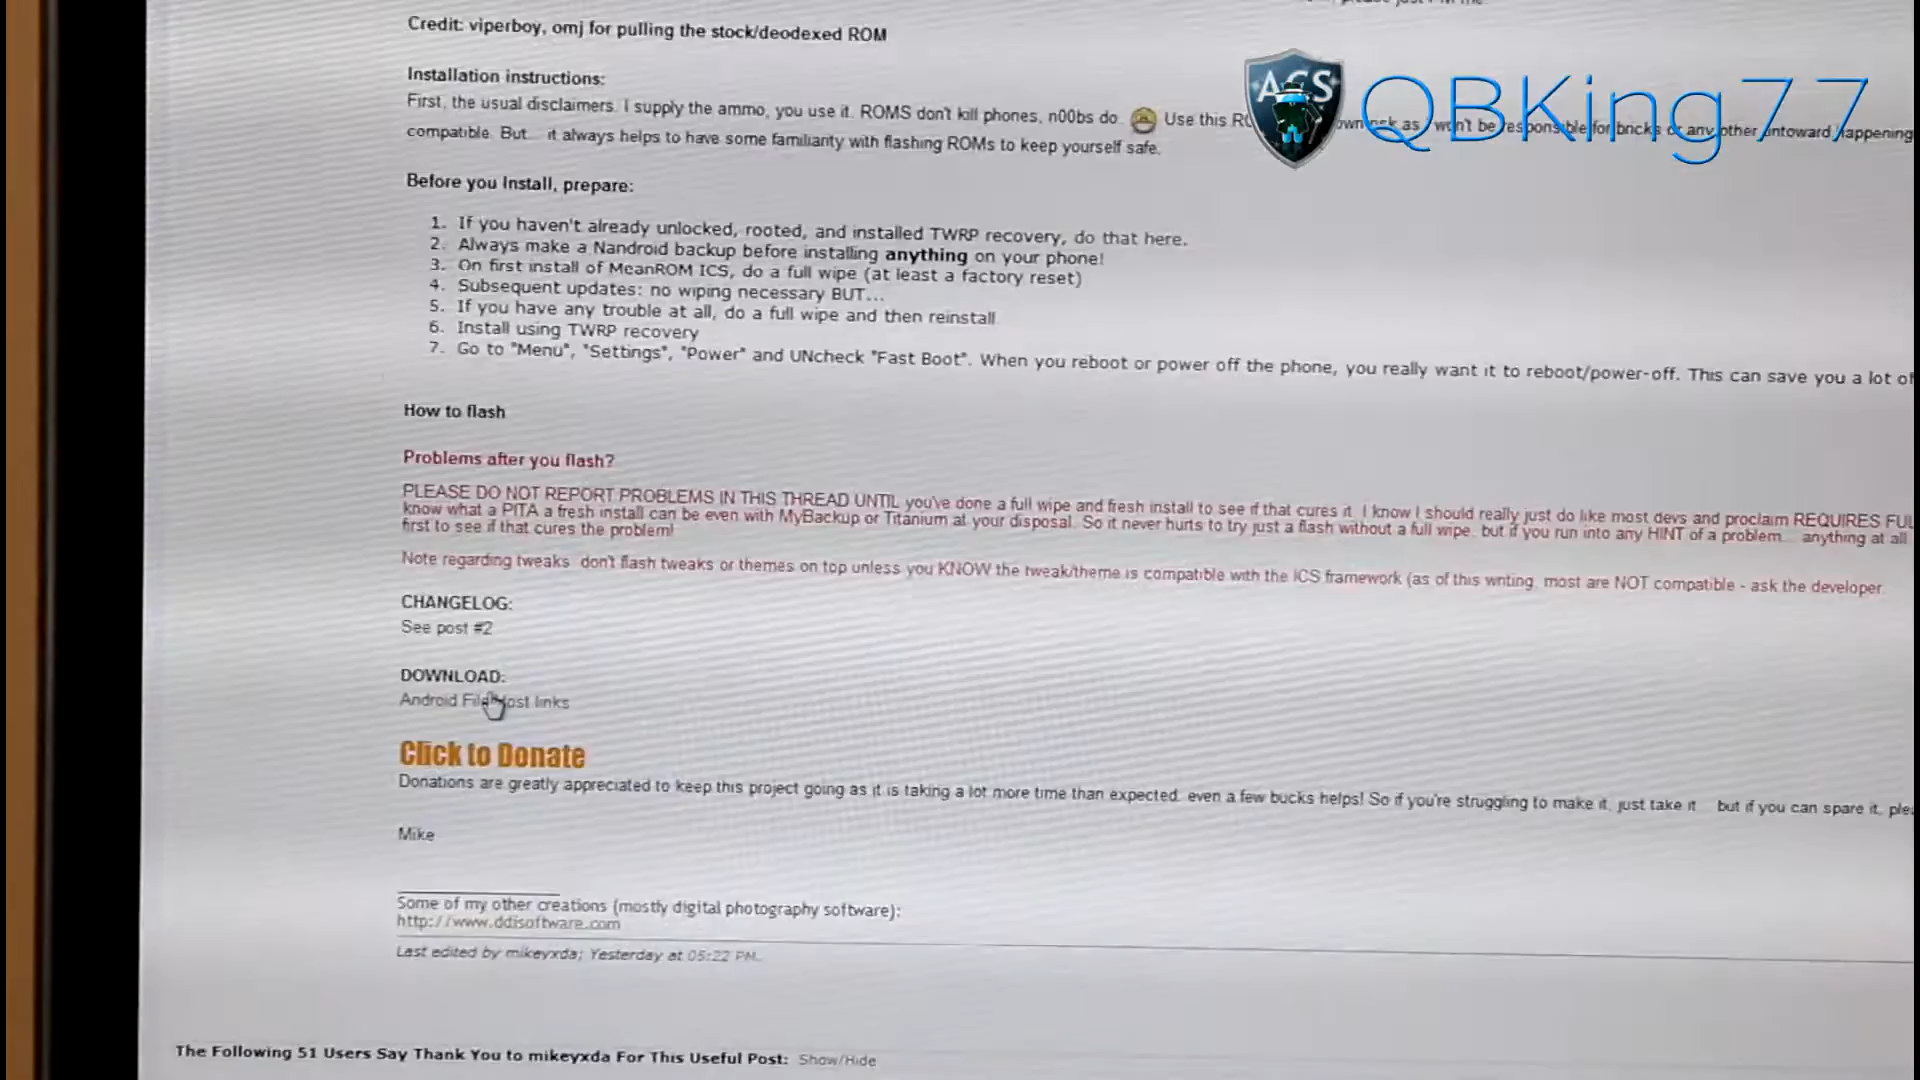 Credit: viperboy, omj for pulling the stock/deodexed ROM
ACS
QBKing77
Installation instructions:
First, the usual disclaimers. I supply the ammo, you use it. ROMS don't kill phones, n00bs do. Use this own risk as I won't be responsible for bricks or any other untoward happening
compatible. But... it always helps to have some familiarity with flashing ROMs to keep yourself safe.
Before you Install, prepare:
1. If you haven't already unlocked, rooted, and installed TWRP recovery, do that here.
2. Always make a Nandroid backup before installing anything on your phone!
3. On first install of MeanROM ICS, do a full wipe (at least a factory reset)
4. Subsequent updates: no wiping necessary BUT...
5. If you have any trouble at all, do a full wipe and then reinstall
6. Install using TWRP recovery
7. Go to "Menu", "Settings", "Power" and UNcheck "Fast Boot". When you reboot or power off the phone, you really want it to reboot/power-off. This can save you a lot of
How to flash
Problems after you flash?
PLEASE DO NOT REPORT PROBLEMS IN THIS THREAD UNTIL you've done a full wipe and fresh install to see if that cures it. I know I should really just do like most devs and proclaim REQUIRES FUL
know what a PITA a fresh install can be even with MyBackup or Titanium at your disposal. So it never hurts to try just a flash without a full wipe, but if you run into any HINT of a problem... anything at all
first to see if that cures the problem!
Note regarding tweaks: don't flash tweaks or themes on top unless you KNOW the tweak/theme is compatible with the ICS framework (as of this writing, most are NOT compatible - ask the developer.
CHANGELOG:
See post #2
DOWNLOAD:
Android File Host links
Click to Donate
Donations are greatly appreciated to keep this project going as it is taking a lot more time than expected, even a few bucks helps! So if you're struggling to make it, just take it... but if you can spare it, plea
Mike
Some of my other creations (mostly digital photography software):
http://www.ddisoftware.com
Last edited by mikeyxda; Yesterday at 05:22 PM.
The Following 51 Users Say Thank You to mikeyxda For This Useful Post: Show/Hide